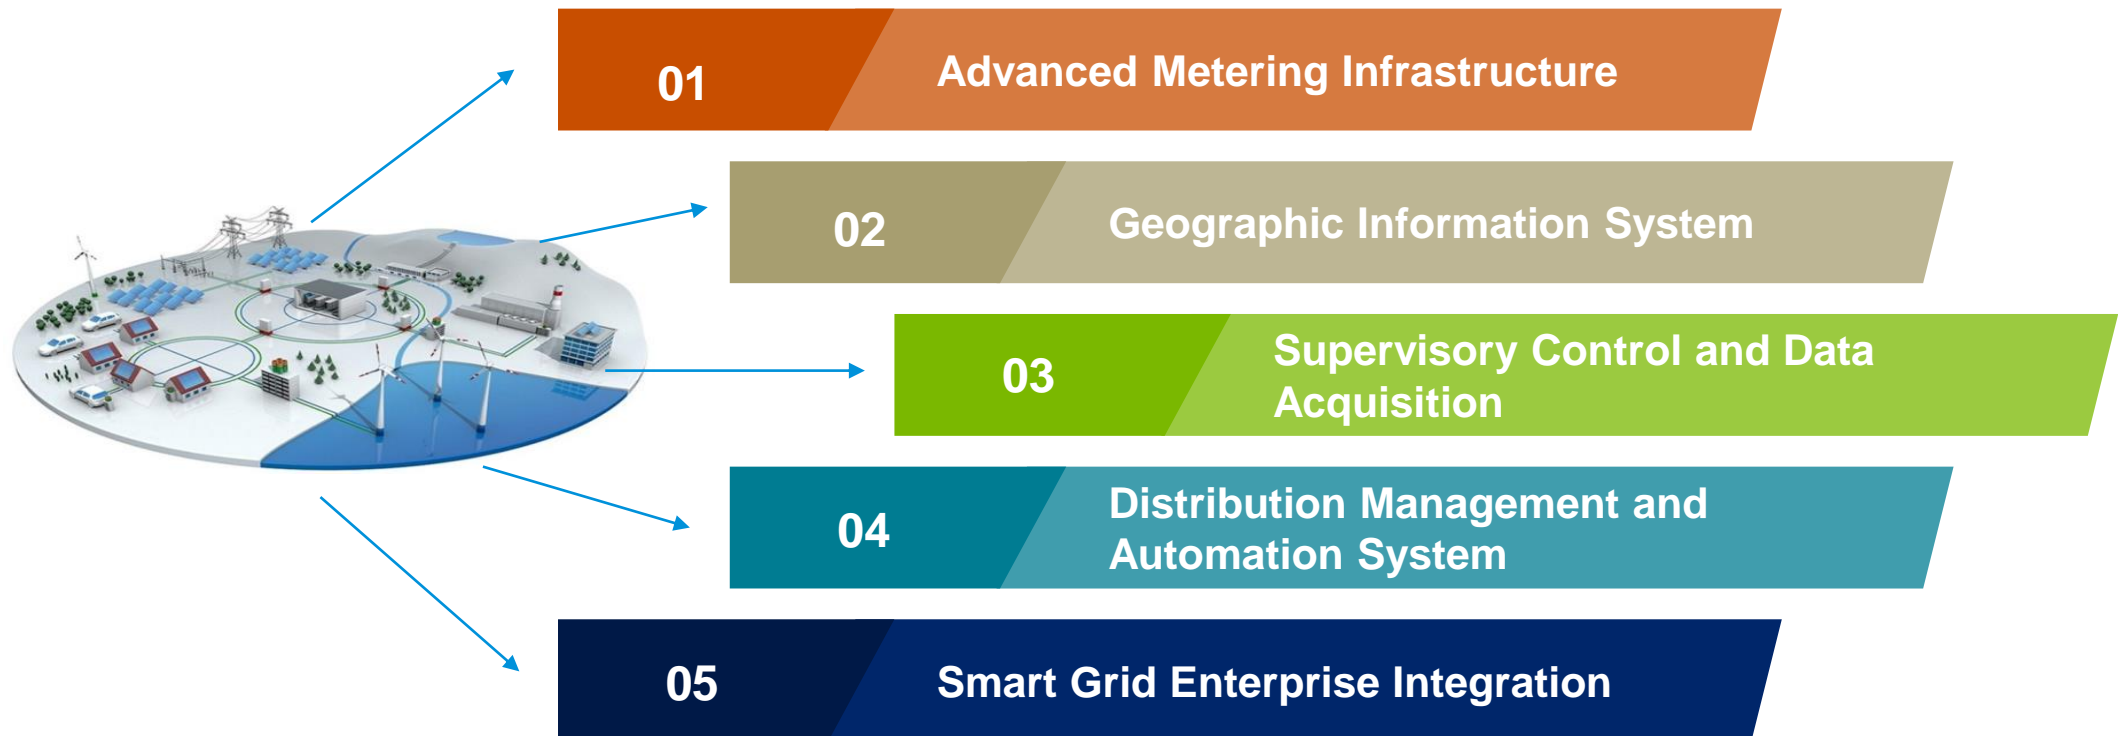 01
Advanced Metering Infrastructure
02
Geographic Information System
03
Supervisory Control and Data
Acquisition
04
Distribution Management and
Automation System
05
Smart Grid Enterprise Integration